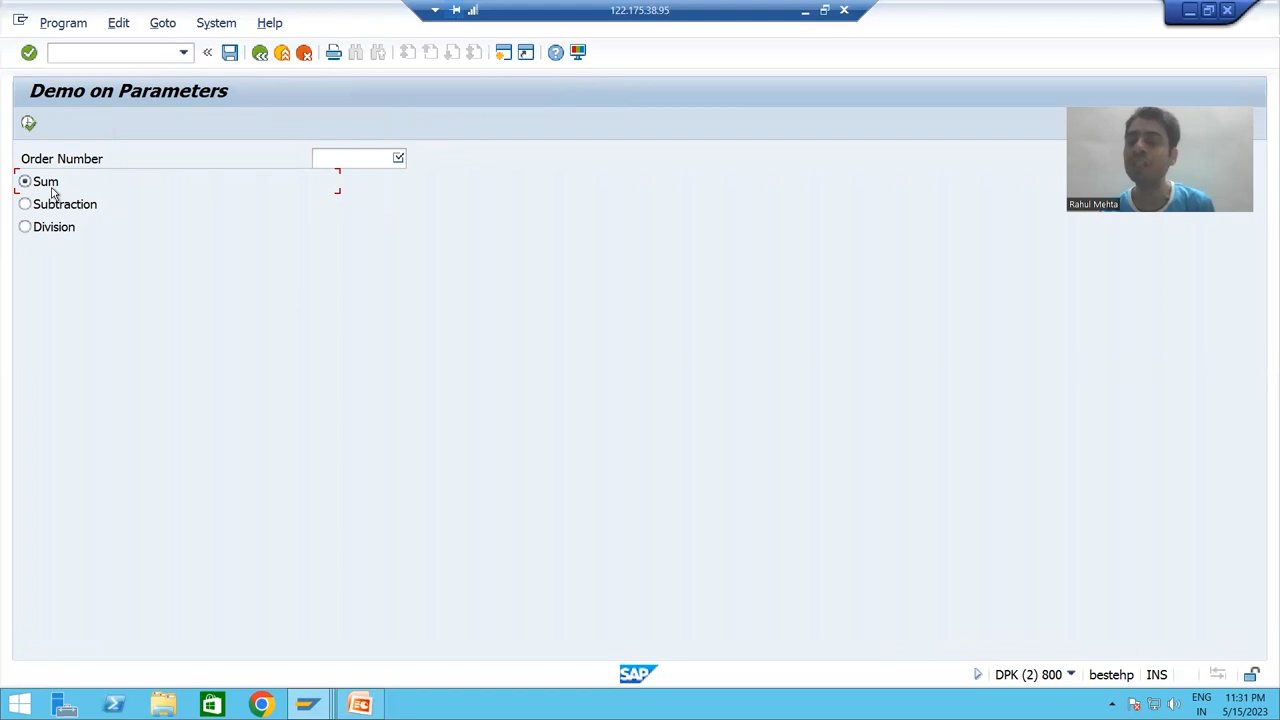 122.175.38.95
Program Edit Goto System Help
Demo on Parameters
Order Number
Sum
Subtraction
Division
Rahul Mehta
SAP
DPK (2) 800 bestehp INS
ENG 11:31 PM
IN 5/15/2023